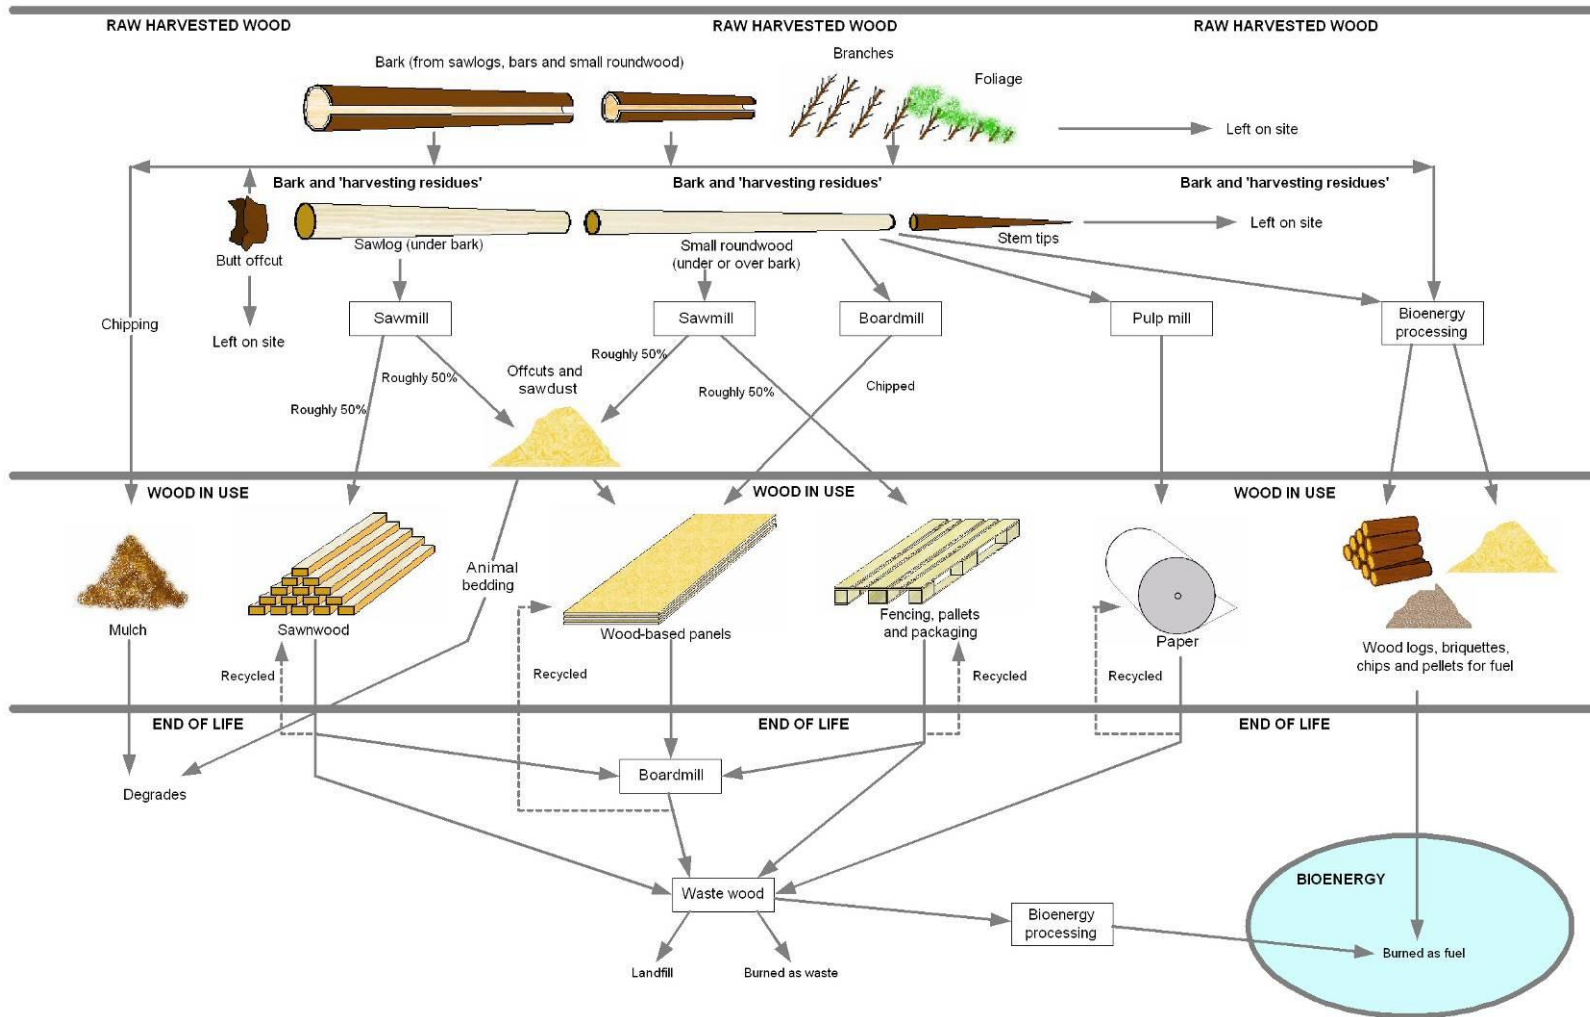 RAW HARVESTED WOOD
RAW HARVESTED WOOD
RAW HARVESTED WOOD
Bark (from sawlogs, bars and small roundwood)
Branches
Foliage
Left on site
Bark and 'harvesting residues'
Bark and 'harvesting residues'
Bark and 'harvesting residues'
Butt offcut
Sawlog (under bark)
Small roundwood
(under or over bark)
Stem tips
Left on site
Chipping
Left on site
Sawmill
Sawmill
Boardmill
Pulp mill
Bioenergy
processing
Roughly 50%
Roughly 50%
Offcuts and
sawdust
Roughly 50%
Roughly 50%
Chipped
WOOD IN USE
WOOD IN USE
WOOD IN USE
Mulch
Sawnwood
Animal
bedding
Wood-based panels
Fencing, pallets
and packaging
Paper
Wood logs, briquettes,
chips and pellets for fuel
Recycled
Recycled
Recycled
Recycled
END OF LIFE
END OF LIFE
END OF LIFE
Degrades
Boardmill
Waste wood
Landfill
Burned as waste
Bioenergy
processing
BIOENERGY
Burned as fuel